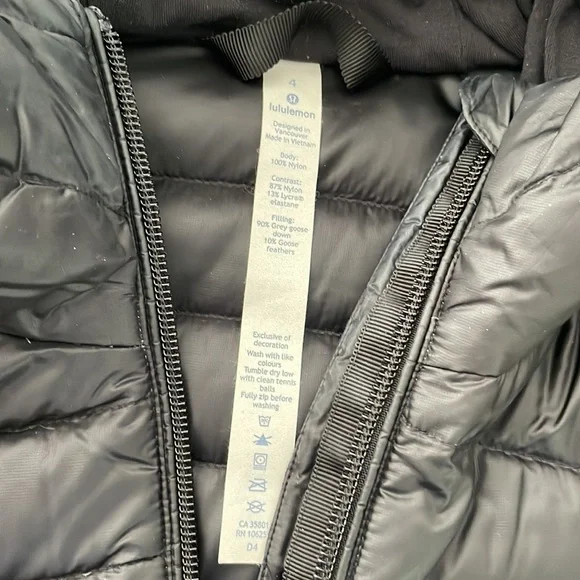 4
lululemon
Designed in
Vancouver
Made in Vietnam
Body:
100% Nylon
Contrast:
87% Nylon
13% Lycra®
elastane
Filling:
90% Grey goose
down
10% Goose
feathers
Exclusive of
decoration
Wash with like
colours
Tumble dry low
with clean tennis
balls
Fully zip before
washing
CA 35801
RN 10625
D4